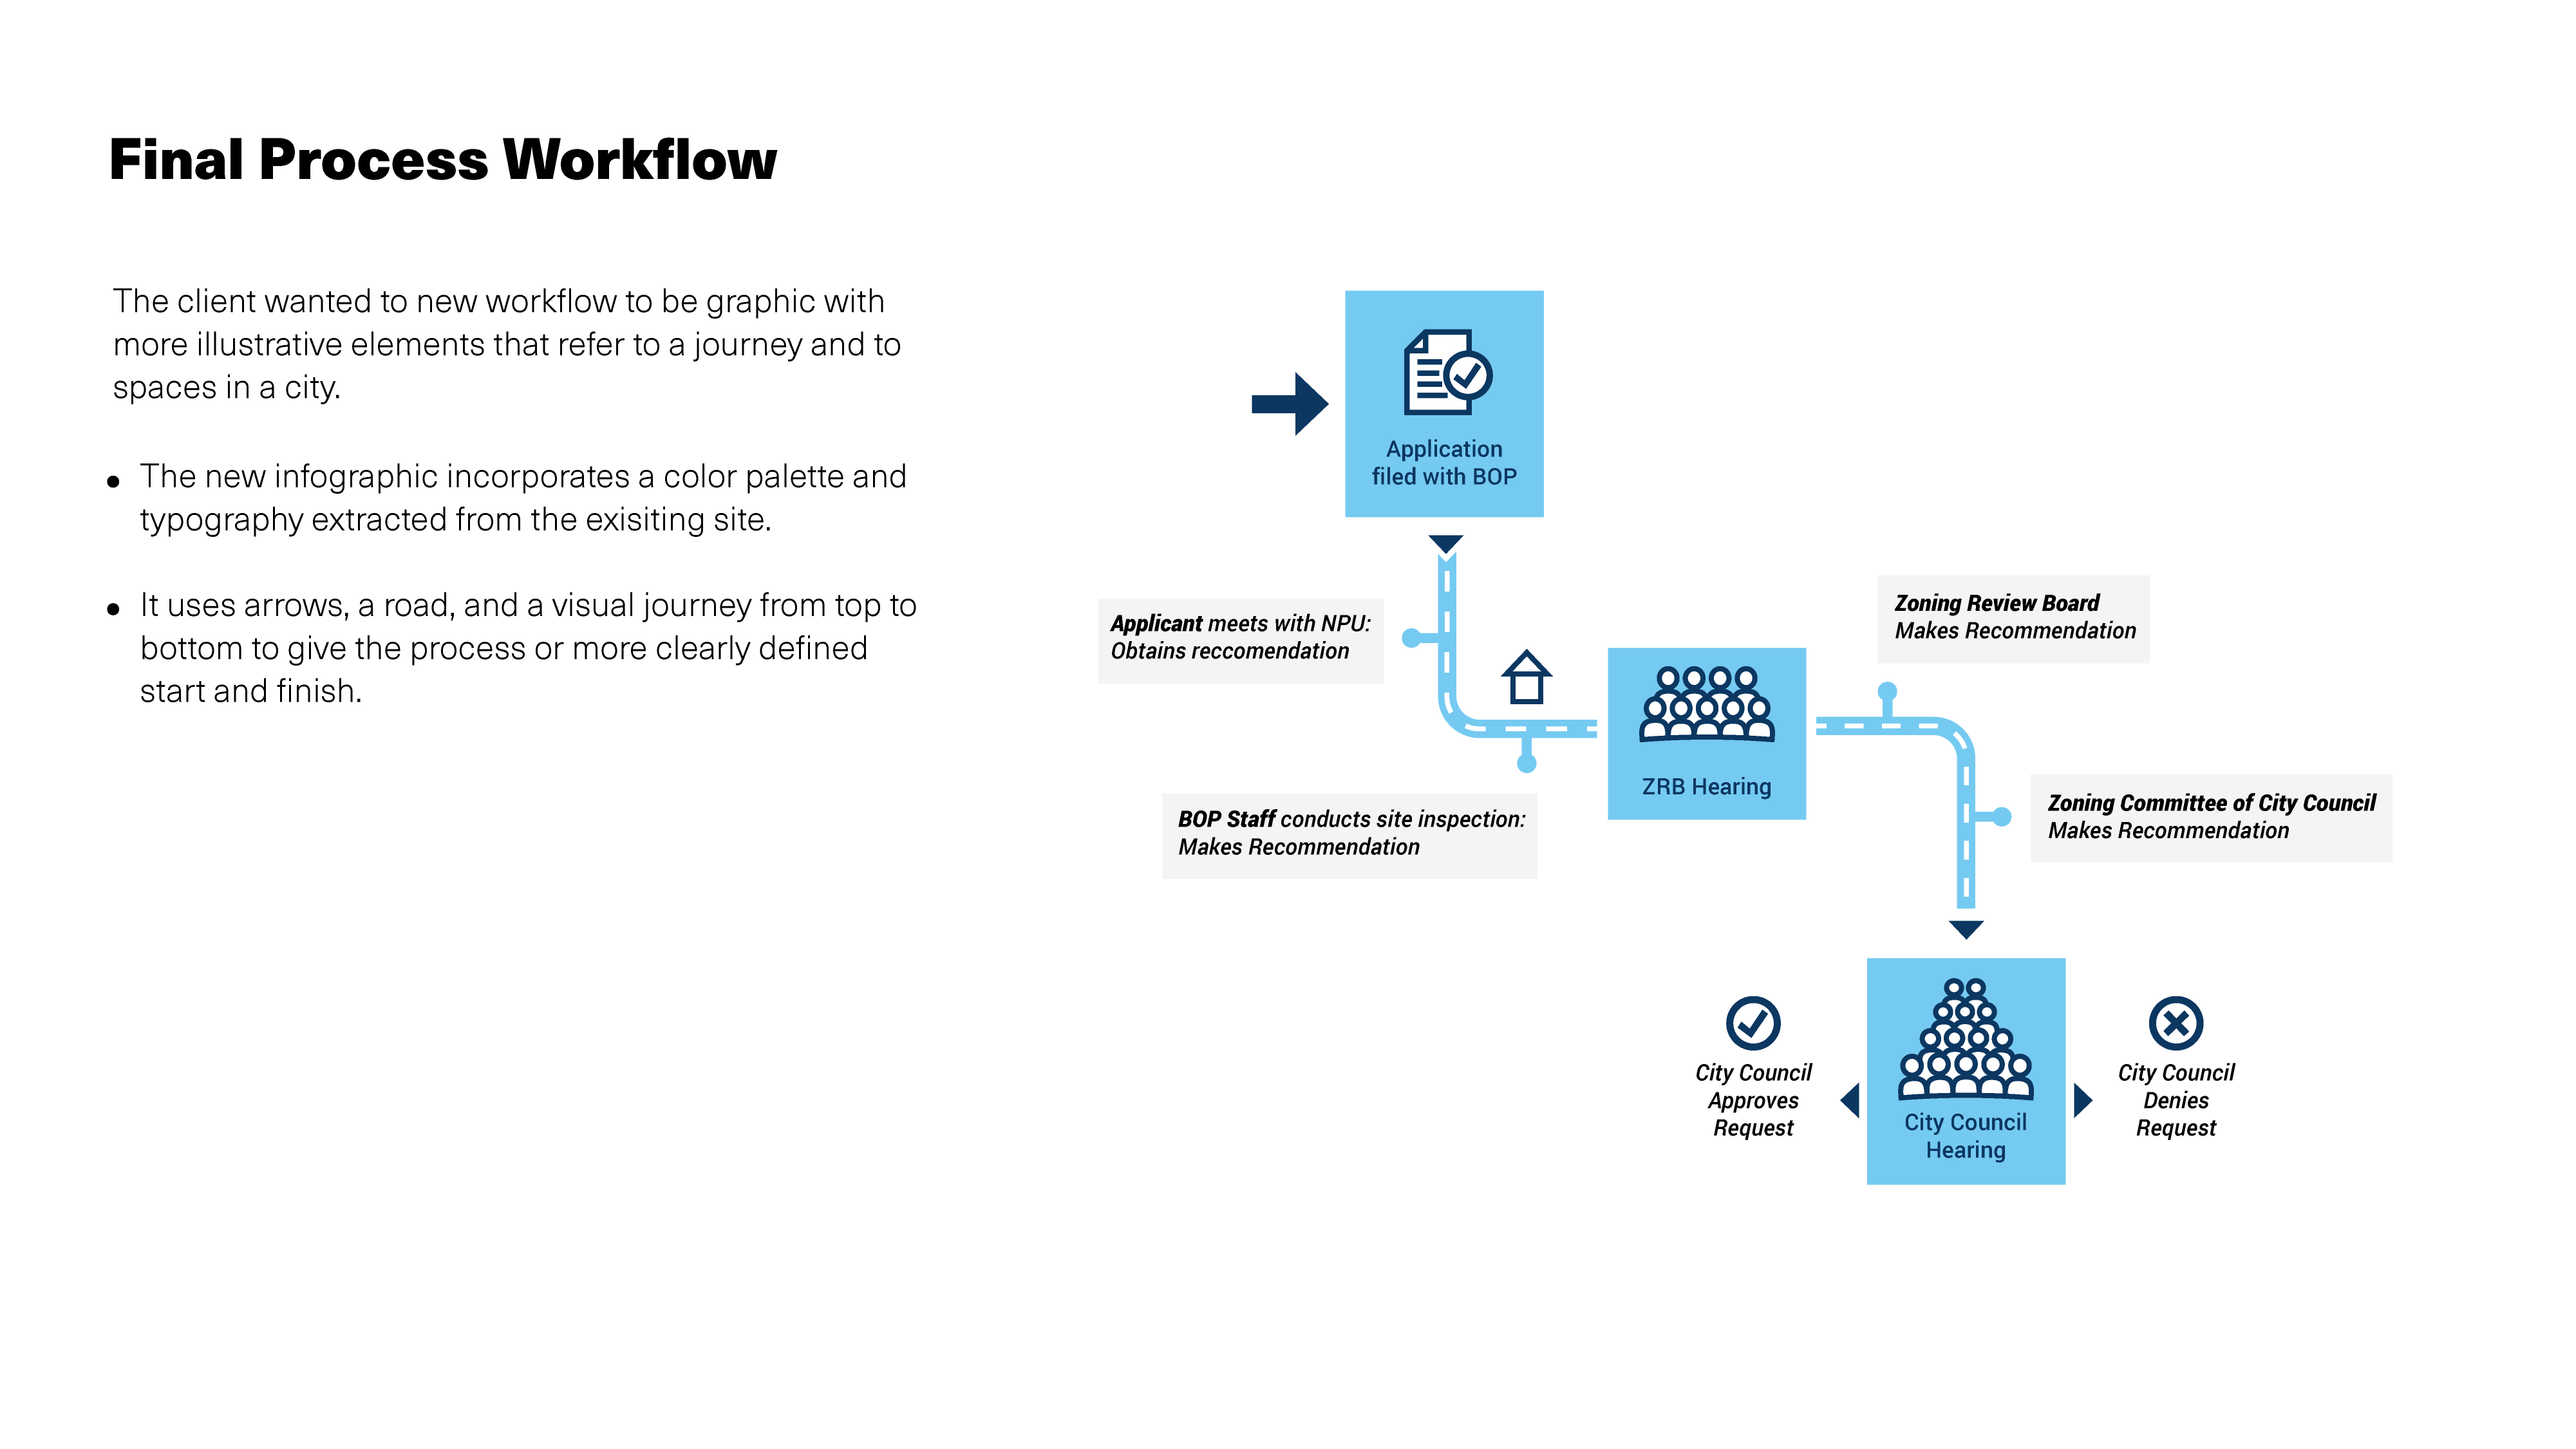 Final Process Workflow
The client wanted to new workflow to be graphic with
more illustrative elements that refer to a journey and to
spaces in a city.
• The new infographic incorporates a color palette and
typography extracted from the exisiting site.
• It uses arrows, a road, and a visual journey from top to
bottom to give the process or more clearly defined
start and finish.
Application
filed with BOP
Applicant meets with NPU:
Obtains reccomendation
BOP Staff conducts site inspection:
Makes Recommendation
ZRB Hearing
Zoning Review Board
Makes Recommendation
Zoning Committee of City Council
Makes Recommendation
City Council
Approves
Request
City Council
Hearing
City Council
Denies
Request